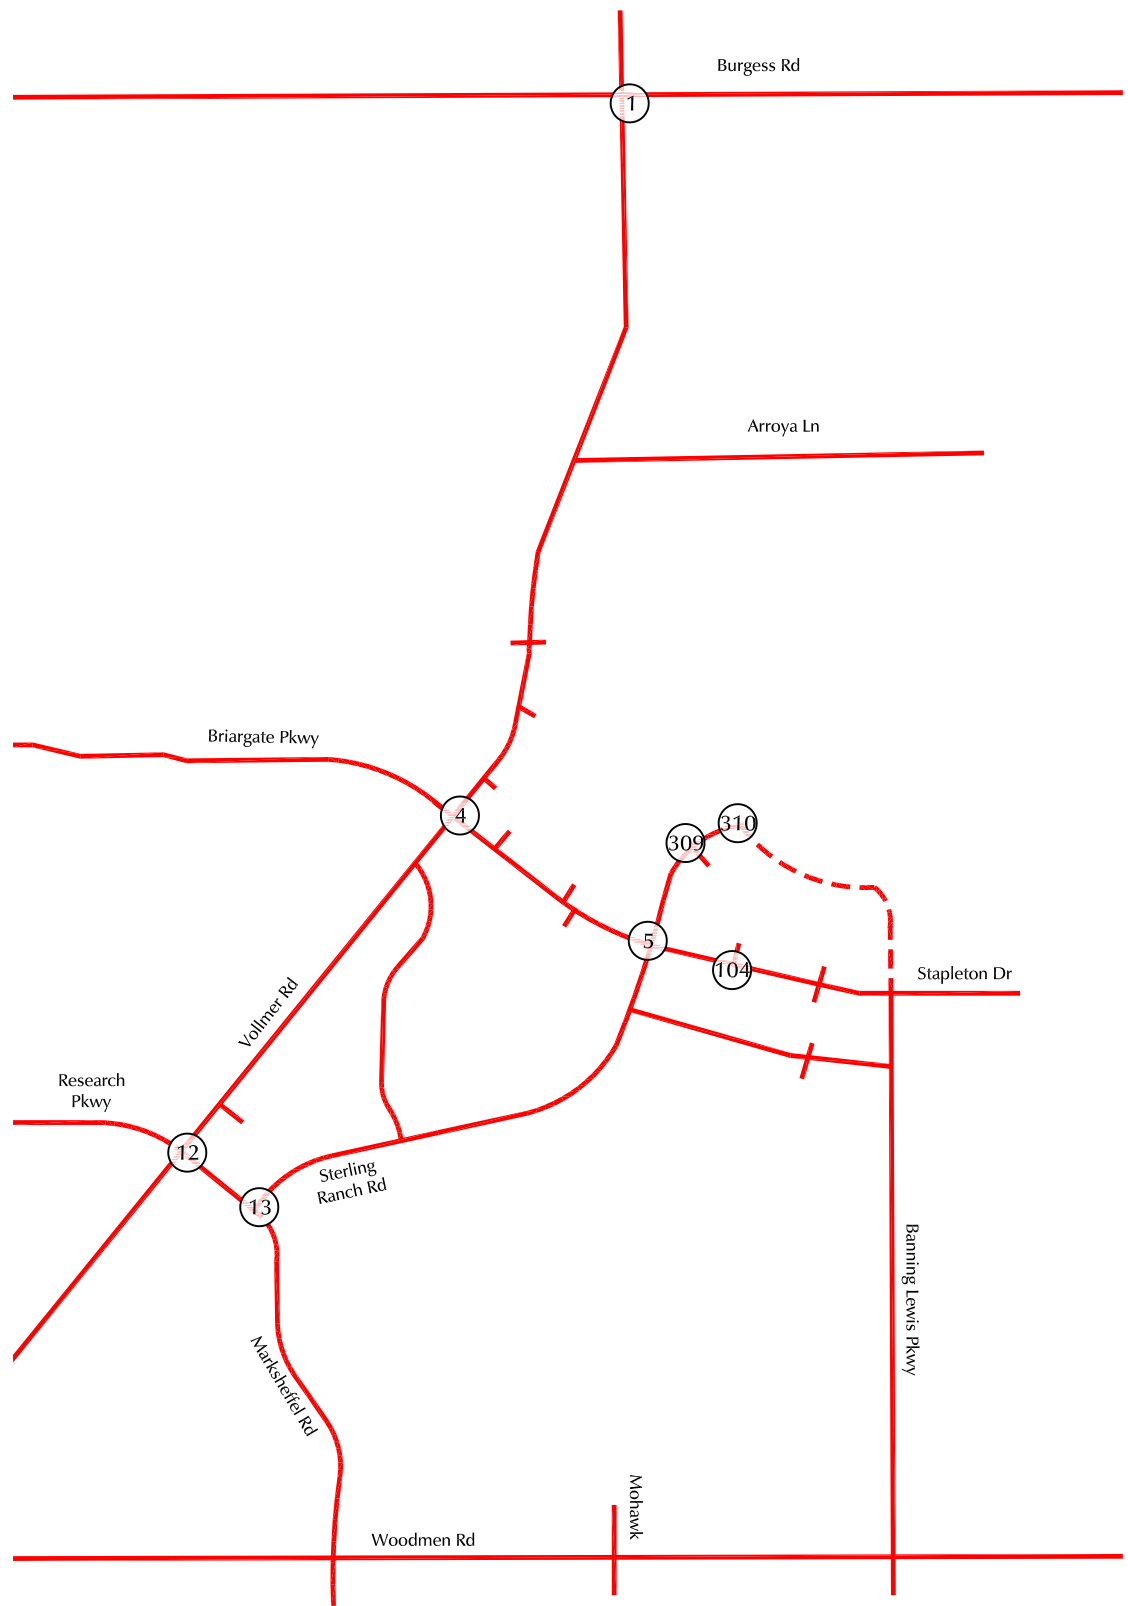 Burgess Rd
1
Arroya Ln
Briargate Pkwy
4
310
309
5
104
Stapleton Dr
Vollmer Rd
Research
Pkwy
12
Sterling
Ranch Rd
13
Banning Lewis Pkwy
Marksheffel Rd
Mohawk
Woodmen Rd